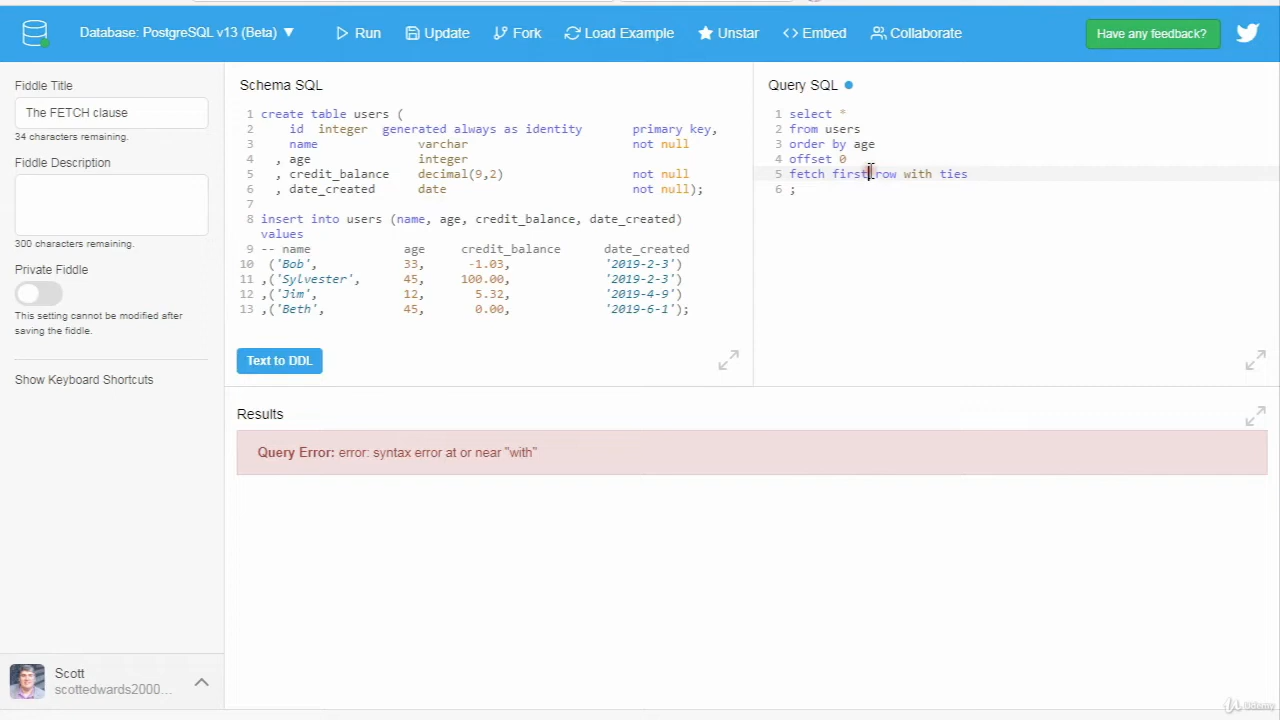 Database: PostgreSQL v13 (Beta) ▼ Run Update Fork Load Example Unstar Embed Collaborate Have any feedback?
Fiddle Title
The FETCH clause
34 characters remaining.
Fiddle Description
300 characters remaining.
Private Fiddle
This setting cannot be modified after
saving the fiddle.
Show Keyboard Shortcuts
Scott
scottedwards2000...
Schema SQL
1 create table users (
2 id integer generated always as identity primary key,
3 name varchar not null
4 , age integer
5 , credit_balance decimal(9,2) not null
6 , date_created date not null);
7
8 insert into users (name, age, credit_balance, date_created)
values
9 -- name age credit_balance date_created
10 ('Bob', 33, -1.03, '2019-2-3')
11 ,('Sylvester', 45, 100.00, '2019-2-3')
12 ,('Jim', 12, 5.32, '2019-4-9')
13 ,('Beth', 45, 0.00, '2019-6-1');
Text to DDL
Query SQL
1 select *
2 from users
3 order by age
4 offset 0
5 fetch first row with ties
6 ;
Results
Query Error: error: syntax error at or near "with"
Udemy